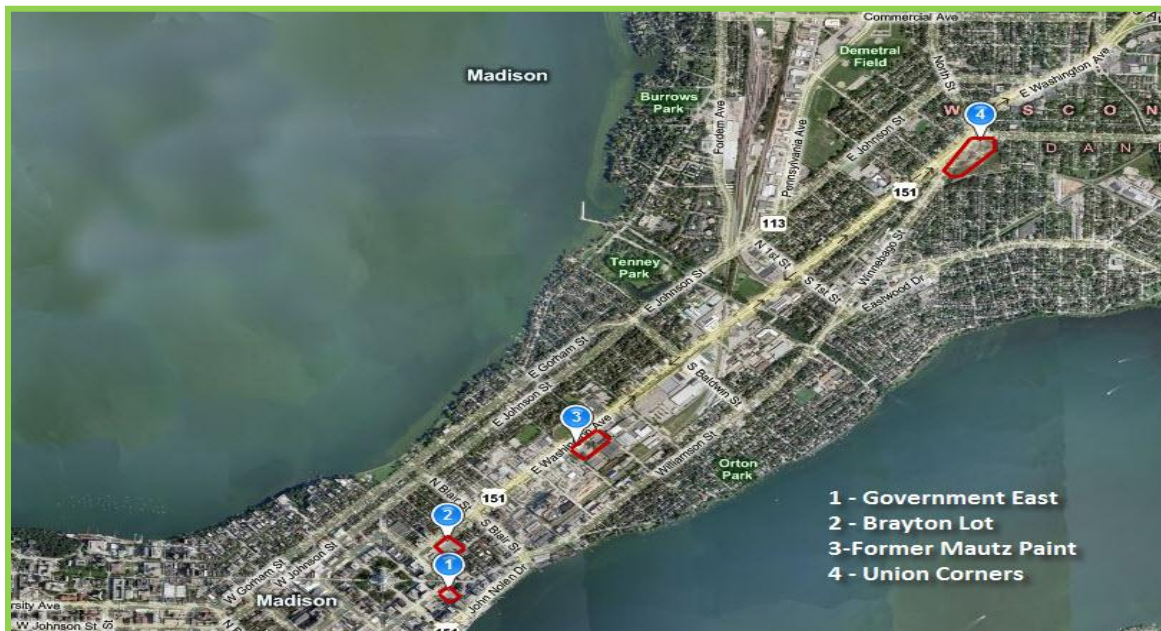 Commercial Ave
Demetral
Field
North St
E Washington Ave
Madison
Burrows
Park
Fordem Ave
Pennsylvania Ave
E Johnson St
4
W I S C O N
D A N E
151
113
Tenney
Park
N 1st St
S 1st St
Winnebago St
Eastwood Dr
E Johnson St
E Gorham St
E Johnson St
S Baldwin St
3
E Washington Ave
Williamson St
Orton
Park
N Blair St
151
2
S Blair St
1
John Nolen Dr
W Johnson St
W Gorham St
Madison
rsity Ave
W Johnson St
151
1 - Government East
2 - Brayton Lot
3-Former Mautz Paint
4 - Union Corners